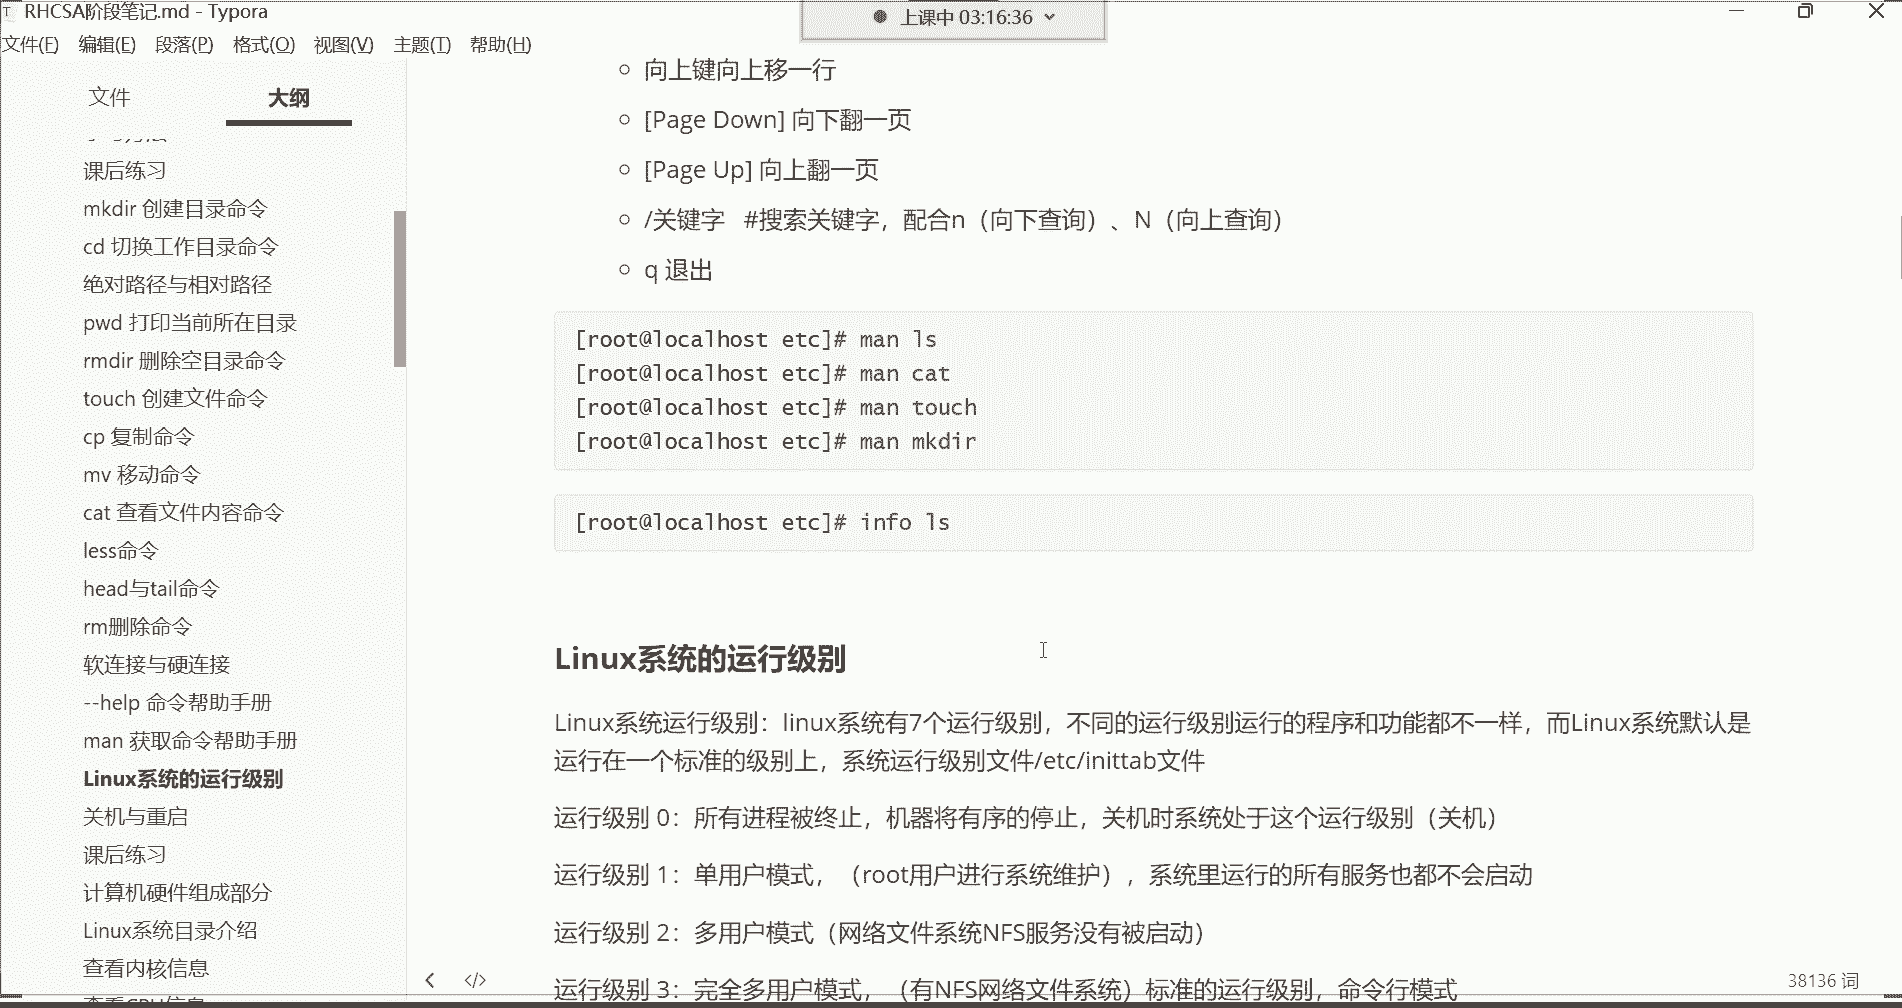 RHCSA阶段笔记.md - Typora
上课中 03:16:36
文件(F) 编辑(E) 段落(P) 格式(O) 视图(V) 主题(T) 帮助(H)
文件 大纲
课后练习
mkdir 创建目录命令
cd 切换工作目录命令
绝对路径与相对路径
pwd 打印当前所在目录
rmdir 删除空目录命令
touch 创建文件命令
cp 复制命令
mv 移动命令
cat 查看文件内容命令
less命令
head与tail命令
rm删除命令
软连接与硬连接
--help 命令帮助手册
man 获取命令帮助手册
Linux系统的运行级别
关机与重启
课后练习
计算机硬件组成部分
Linux系统目录介绍
查看内核信息
向上键向上移一行
[Page Down] 向下翻一页
[Page Up] 向上翻一页
/关键字 #搜索关键字，配合n（向下查询）、N（向上查询）
q 退出
[root@localhost etc]# man ls
[root@localhost etc]# man cat
[root@localhost etc]# man touch
[root@localhost etc]# man mkdir
[root@localhost etc]# info ls
Linux系统的运行级别
Linux系统运行级别：linux系统有7个运行级别，不同的运行级别运行的程序和功能都不一样，而Linux系统默认是
运行在一个标准的级别上，系统运行级别文件/etc/inittab文件
运行级别 0：所有进程被终止，机器将有序的停止，关机时系统处于这个运行级别（关机）
运行级别 1：单用户模式，（root用户进行系统维护），系统里运行的所有服务也都不会启动
运行级别 2：多用户模式（网络文件系统NFS服务没有被启动）
运行级别 3：完全多用户模式，（有NFS网络文件系统）标准的运行级别，命令行模式
38136 词